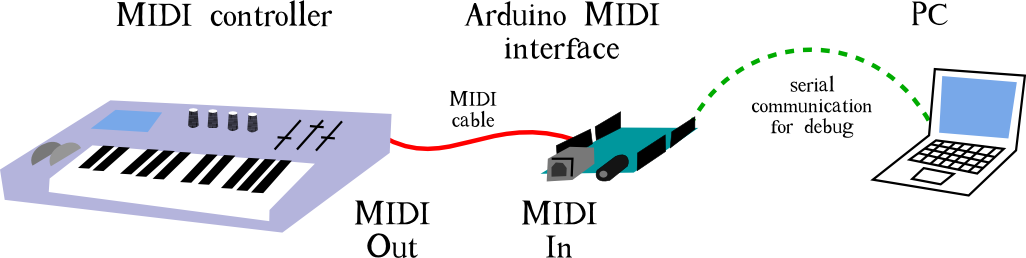 MIDI controller
Arduino MIDI
interface
PC
MIDI
cable
serial
communication
for debug
MIDI
Out
MIDI
In